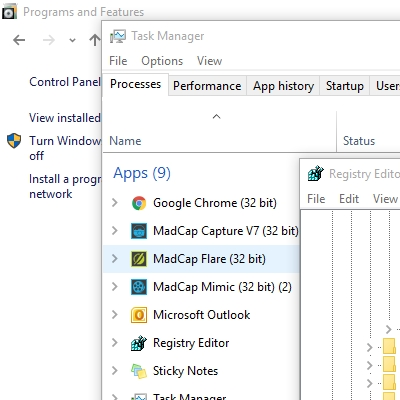 Programs and Features
Task Manager
File Options View
Control Panel
Processes Performance App history Startup Users
View installed
Turn Window
off
Install a progr
network
Name Status
Apps (9)
Registry Editor
File Edit View
Google Chrome (32 bit)
MadCap Capture V7 (32 bit)
MadCap Flare (32 bit)
MadCap Mimic (32 bit) (2)
Microsoft Outlook
Registry Editor
Sticky Notes
Task Manager